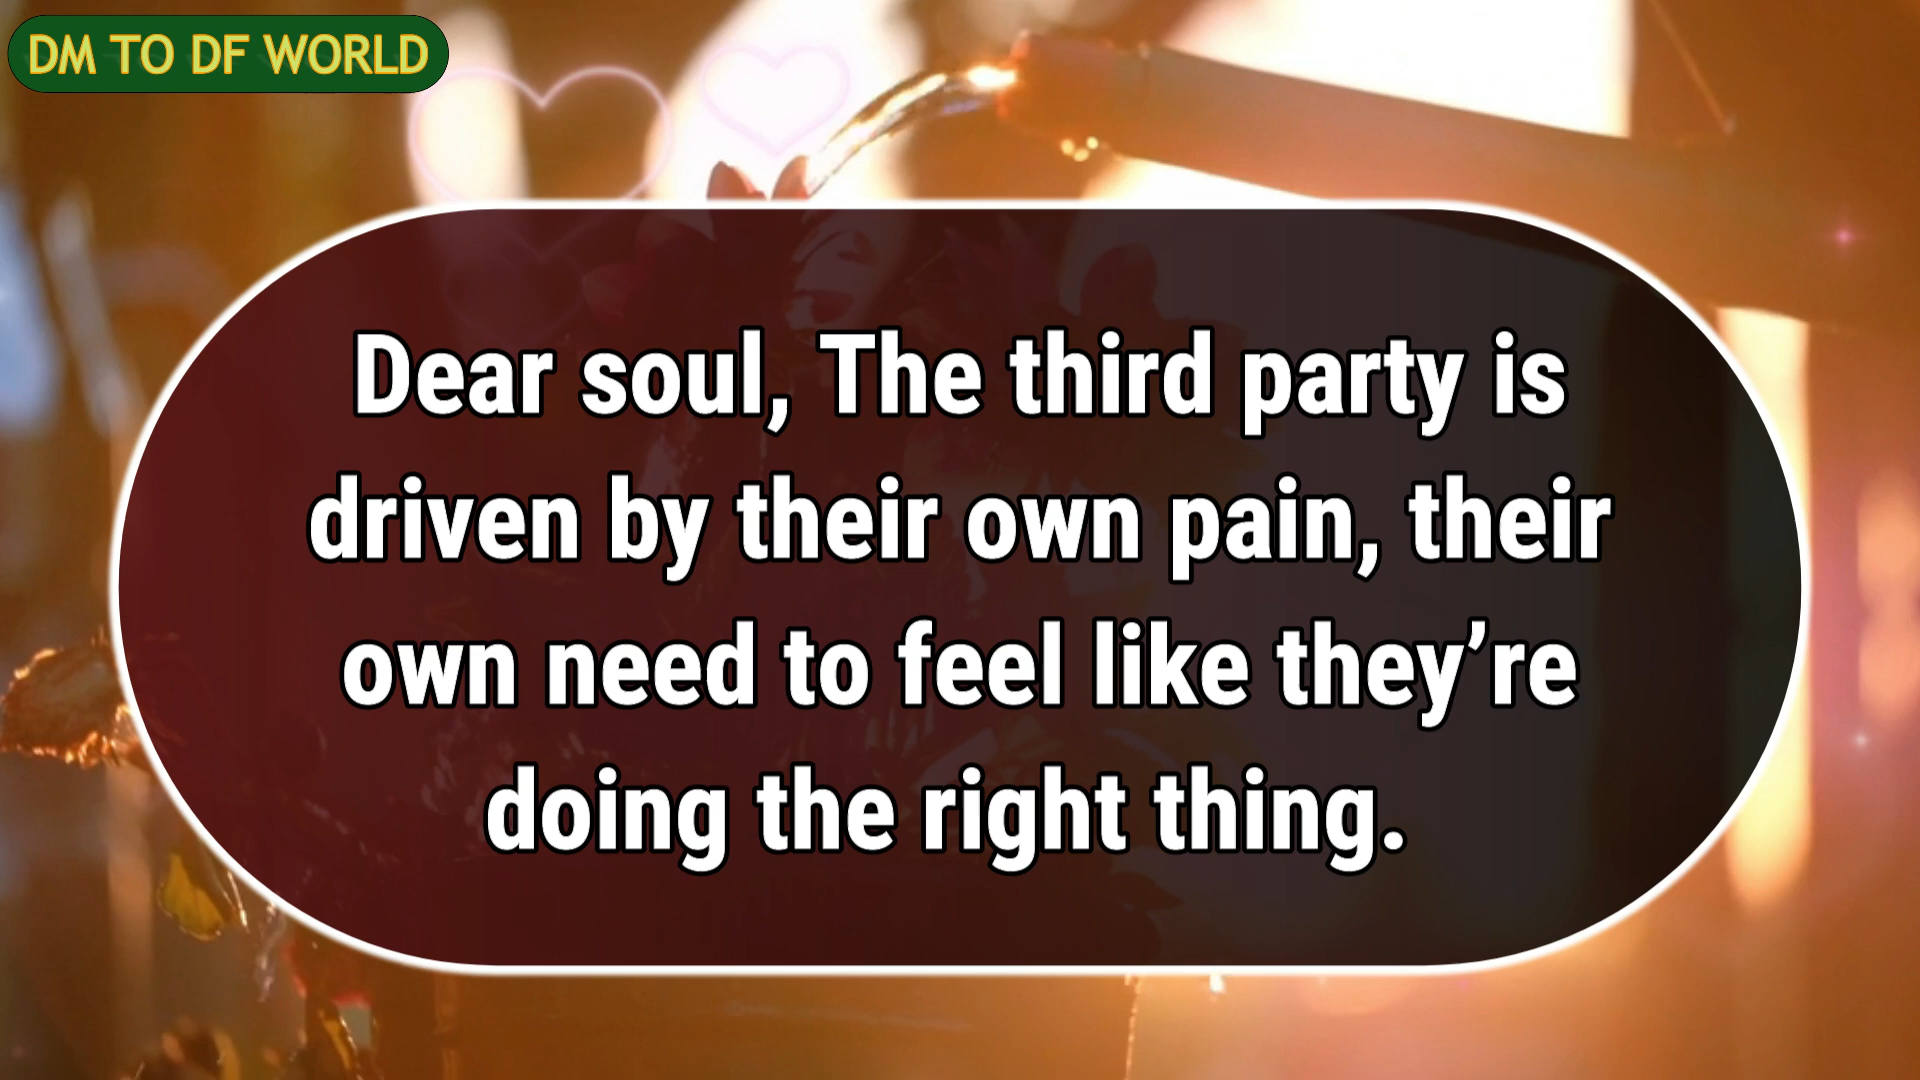 DM TO DF WORLD
Dear soul, The third party is
driven by their own pain, their
own need to feel like they’re
doing the right thing.